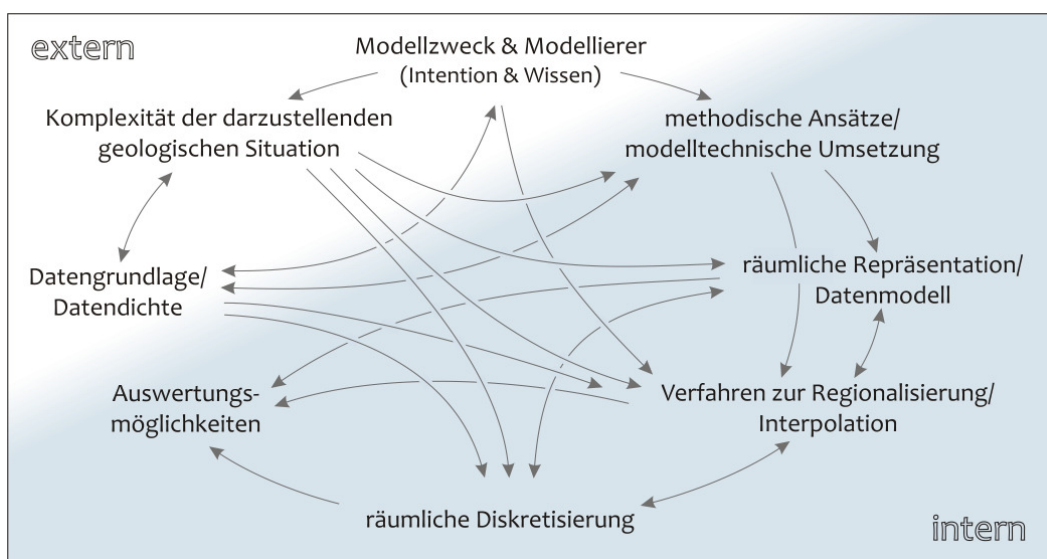 extern
Modellzweck & Modellierer
(Intention & Wissen)
Komplexität der darzustellenden
geologischen Situation
methodische Ansätze/
modelltechnische Umsetzung
Datengrundlage/
Datendichte
räumliche Repräsentation/
Datenmodell
Auswertungs-
möglichkeiten
Verfahren zur Regionalisierung/
Interpolation
räumliche Diskretisierung
intern